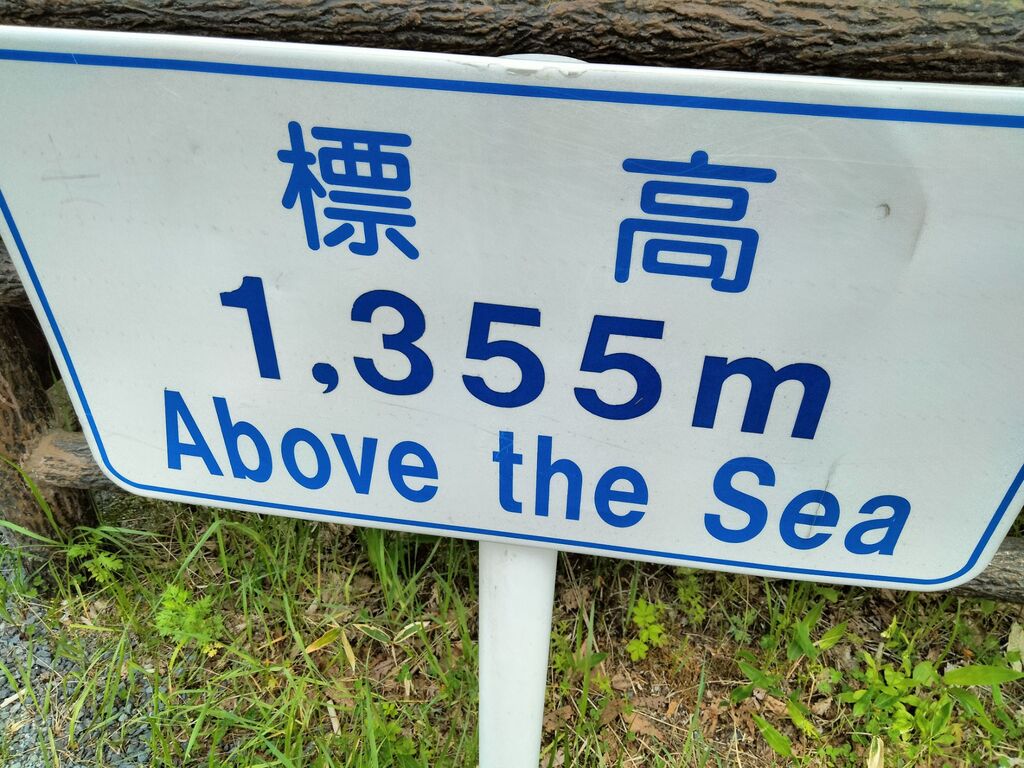 標高
1,355m
Above the Sea